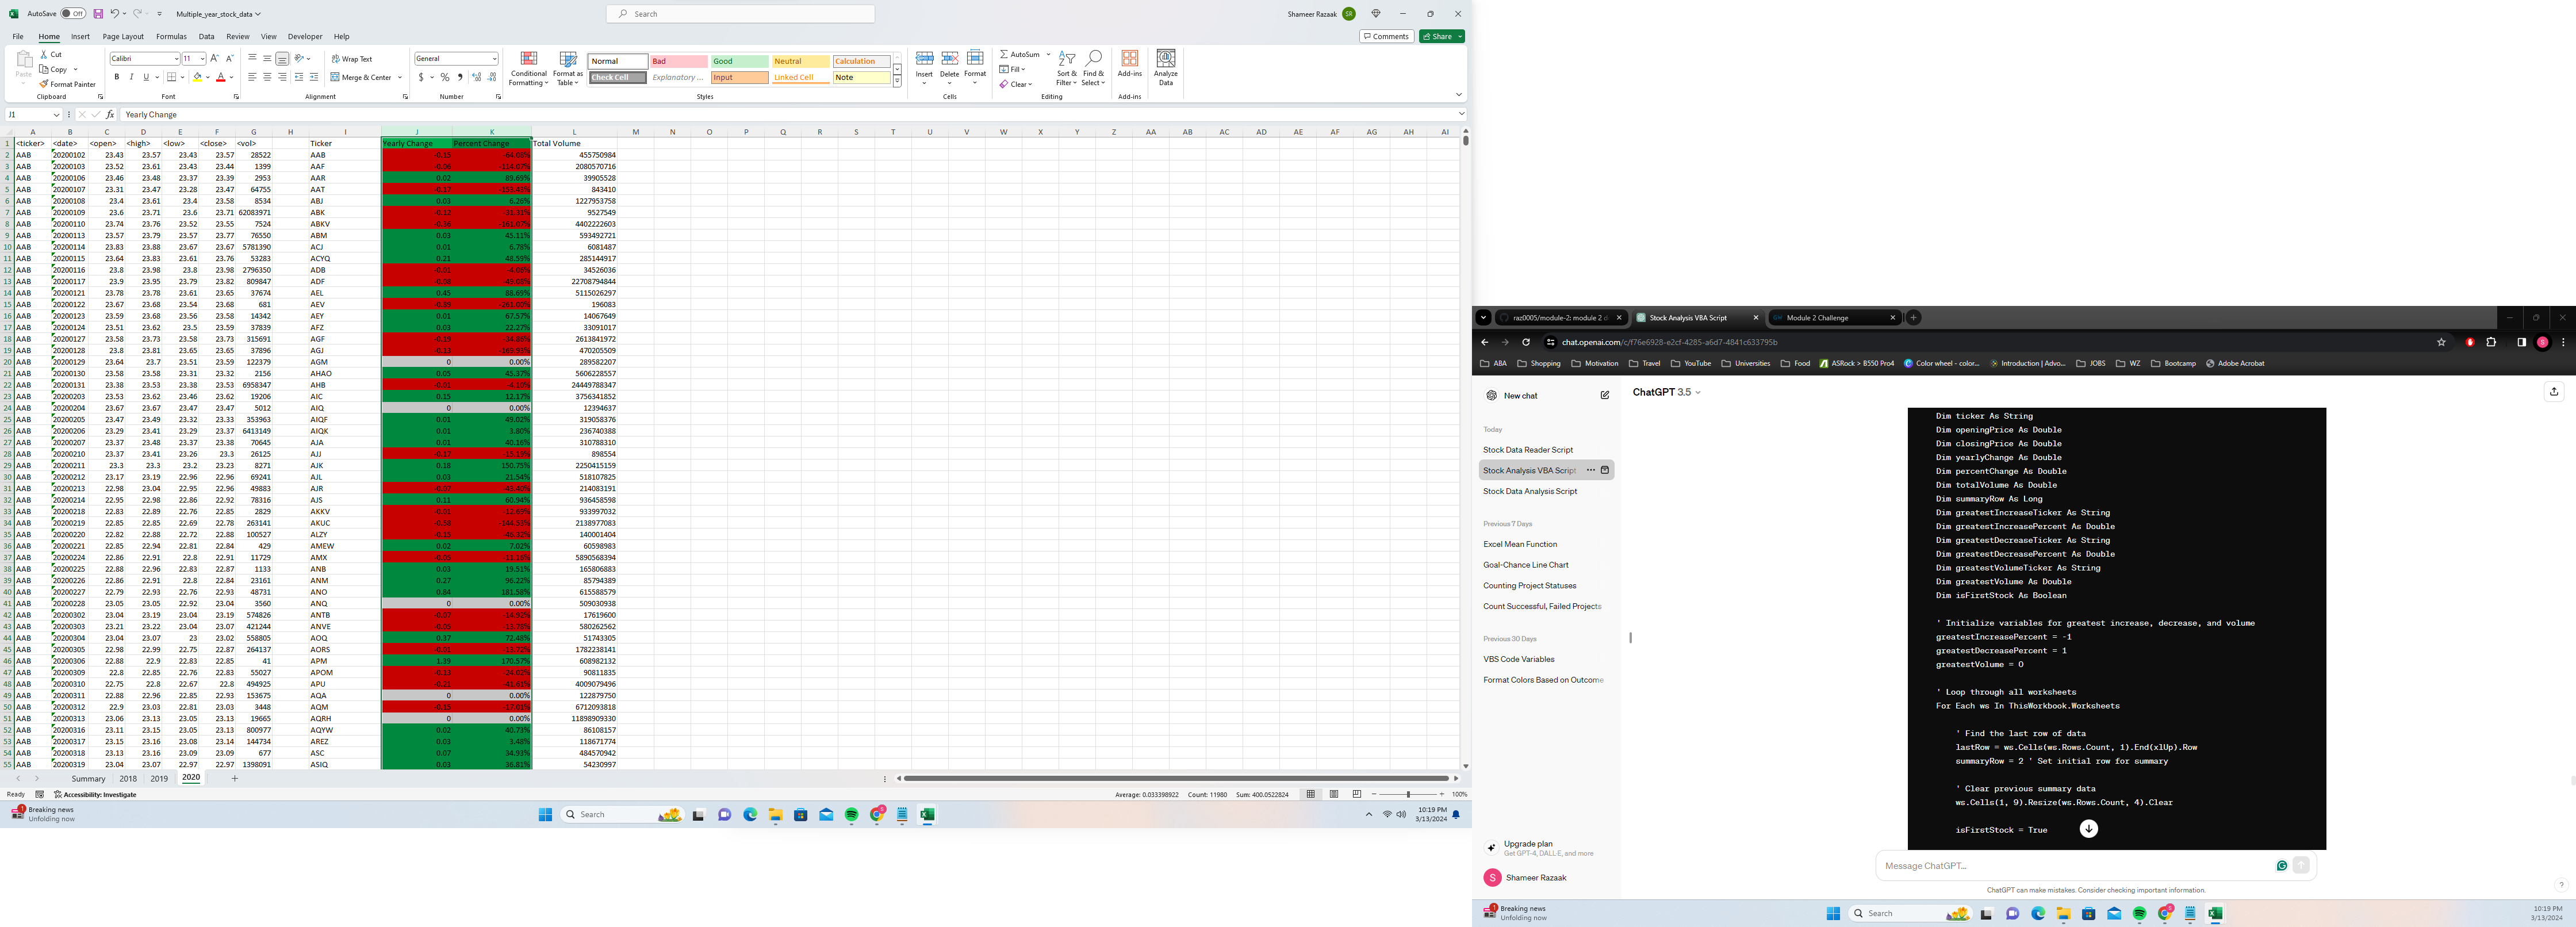 AutoSave Off Multiple_year_stock_data Search Shameer Razaak SR
File Home Insert Page Layout Formulas Data Review View Developer Help Comments Share
Paste Cut Copy Format Painter Clipboard
Calibri 11 B I U Font
Wrap Text Merge & Center Alignment
General $ % Number
Conditional Formatting Format as Table
Normal Bad Good Neutral Calculation
Check Cell Explanatory ... Input Linked Cell Note
Styles
Insert Delete Format Cells
AutoSum Fill Clear Sort & Filter Find & Select Editing
Add-ins Add-ins
Analyze Data
J1 fx Yearly Change
A B C D E F G H I J K L M N O P Q R S T U V W X Y Z AA AB AC AD AE AF AG AH AI
1 <ticker> <date> <open> <high> <low> <close> <vol> Ticker Yearly Change Percent Change Total Volume
2 AAB 20200102 23.43 23.57 23.43 23.57 28522 AAB -0.15 -64.08% 455750984
3 AAB 20200103 23.52 23.61 23.43 23.44 1399 AAF -0.06 -114.07% 2080570716
4 AAB 20200106 23.46 23.48 23.37 23.39 2953 AAR 0.02 89.69% 39905528
5 AAB 20200107 23.31 23.47 23.28 23.47 64755 AAT -0.17 -153.43% 843410
6 AAB 20200108 23.4 23.61 23.4 23.58 8534 ABJ 0.03 6.26% 1227953758
7 AAB 20200109 23.6 23.71 23.6 23.71 62083971 ABK -0.12 -31.31% 9527549
8 AAB 20200110 23.74 23.76 23.52 23.55 7524 ABKV -0.36 -161.07% 4402222603
9 AAB 20200113 23.57 23.79 23.57 23.77 76550 ABM 0.03 45.11% 593492721
10 AAB 20200114 23.83 23.88 23.67 23.67 5781390 ACJ 0.01 6.78% 6081487
11 AAB 20200115 23.64 23.83 23.61 23.76 53283 ACYQ 0.21 48.59% 285144917
12 AAB 20200116 23.8 23.98 23.8 23.98 2796350 ADB -0.01 -4.06% 34526036
13 AAB 20200117 23.9 23.95 23.79 23.82 809847 ADF -0.08 -49.08% 22708794844
14 AAB 20200121 23.78 23.78 23.61 23.65 37674 AEL 0.45 88.69% 5115026297
15 AAB 20200122 23.67 23.68 23.54 23.68 681 AEV -0.89 -261.00% 196083
16 AAB 20200123 23.59 23.68 23.56 23.58 14342 AEY 0.01 67.57% 14067649
17 AAB 20200124 23.51 23.62 23.5 23.59 37839 AFZ 0.03 22.27% 33091017
18 AAB 20200127 23.58 23.73 23.58 23.73 315691 AGF -0.19 -34.86% 2613841972
19 AAB 20200128 23.8 23.81 23.65 23.65 37896 AGJ -0.13 -169.93% 470205509
20 AAB 20200129 23.64 23.7 23.51 23.59 122379 AGM 0 0.00% 289582207
21 AAB 20200130 23.58 23.58 23.31 23.32 2156 AHAO 0.05 45.37% 5606228557
22 AAB 20200131 23.38 23.53 23.38 23.53 6958347 AHB -0.01 -4.10% 24449788347
23 AAB 20200203 23.53 23.62 23.46 23.62 19206 AIC 0.15 12.17% 3756341852
24 AAB 20200204 23.67 23.67 23.47 23.47 5012 AIQ 0 0.00% 12394637
25 AAB 20200205 23.47 23.49 23.32 23.33 353963 AIQF 0.01 49.02% 319058376
26 AAB 20200206 23.29 23.41 23.29 23.37 6413149 AIQK 0.01 3.80% 236740388
27 AAB 20200207 23.37 23.48 23.37 23.38 70645 AJA 0.01 40.16% 310788310
28 AAB 20200210 23.37 23.41 23.26 23.3 26125 AJJ -0.17 -15.19% 898554
29 AAB 20200211 23.3 23.3 23.2 23.23 8271 AJK 0.18 150.75% 2250415159
30 AAB 20200212 23.17 23.19 22.96 22.96 69241 AJL 0.03 21.54% 518107825
31 AAB 20200213 22.98 23.04 22.95 22.96 49883 AJR -0.07 -43.40% 214083191
32 AAB 20200214 22.95 22.98 22.86 22.92 78316 AJS 0.11 60.94% 936458598
33 AAB 20200218 22.83 22.89 22.76 22.85 2829 AKKV -0.01 -12.69% 933997032
34 AAB 20200219 22.85 22.85 22.69 22.78 263141 AKUC -0.58 -144.53% 2138977083
35 AAB 20200220 22.82 22.88 22.72 22.88 100527 ALZY -0.15 -46.32% 140001404
36 AAB 20200221 22.85 22.94 22.81 22.84 429 AMEW 0.02 7.02% 60598983
37 AAB 20200224 22.86 22.91 22.8 22.91 11729 AMX -0.05 -11.16% 5890568394
38 AAB 20200225 22.88 22.96 22.83 22.87 1133 ANB 0.03 19.51% 165806883
39 AAB 20200226 22.86 22.91 22.8 22.84 23161 ANM 0.27 96.22% 85794389
40 AAB 20200227 22.79 22.93 22.76 22.93 48731 ANO 0.84 181.58% 615588579
41 AAB 20200228 23.05 23.05 22.92 23.04 3560 ANQ 0 0.00% 509030938
42 AAB 20200302 23.04 23.19 23.04 23.19 574826 ANTB -0.07 -14.97% 17619600
43 AAB 20200303 23.21 23.22 23.04 23.07 421244 ANVE -0.05 -13.78% 580262562
44 AAB 20200304 23.04 23.07 23 23.02 558805 AOQ 0.37 72.48% 51743305
45 AAB 20200305 22.98 22.99 22.75 22.87 264137 AORS -0.01 -13.72% 1782238141
46 AAB 20200306 22.88 22.9 22.83 22.85 41 APM 1.39 170.57% 608982132
47 AAB 20200309 22.8 22.85 22.76 22.83 55027 APOM -0.13 -24.02% 90811835
48 AAB 20200310 22.75 22.8 22.67 22.8 494925 APU -0.21 -41.61% 4009079496
49 AAB 20200311 22.88 22.96 22.85 22.93 153675 AQA 0 0.00% 122879750
50 AAB 20200312 22.9 23.03 22.81 23.03 3448 AQM -0.15 -17.01% 6712093818
51 AAB 20200313 23.06 23.13 23.05 23.13 19665 AQRH 0 0.00% 11898909330
52 AAB 20200316 23.11 23.15 23.05 23.13 800977 AQYW 0.02 40.73% 86108157
53 AAB 20200317 23.15 23.16 23.08 23.14 144734 AREZ 0.03 3.48% 118671774
54 AAB 20200318 23.13 23.16 23.09 23.09 677 ASC 0.07 54.93% 484570942
55 AAB 20200319 23.04 23.07 22.97 22.97 1398091 ASIQ 0.03 36.81% 54230997
Summary 2018 2019 2020
Ready Accessibility: Investigate Average: 0.033398922 Count: 11980 Sum: 400.0522824 100%
Breaking news
Unfolding now
Search
10:19 PM
3/13/2024
raz0005/module-2: module 2 d Stock Analysis VBA Script Module 2 Challenge
chat.openai.com/c/f76e6928-e2cf-4285-a6d7-4841c633795b
ABA Shopping Motivation Travel YouTube Universities Food ASRock > B550 Pro4 Color wheel - color... Introduction | Advo... JOBS WZ Bootcamp Adobe Acrobat
New chat
Today
Stock Data Reader Script
Stock Analysis VBA Script
Stock Data Analysis Script
Previous 7 Days
Excel Mean Function
Goal-Chance Line Chart
Counting Project Statuses
Count Successful, Failed Projects
Previous 30 Days
VBS Code Variables
Format Colors Based on Outcome
Upgrade plan
Get GPT-4, DALL·E, and more
S Shameer Razaak
ChatGPT 3.5
Dim ticker As String
Dim openingPrice As Double
Dim closingPrice As Double
Dim yearlyChange As Double
Dim percentChange As Double
Dim totalVolume As Double
Dim summaryRow As Long
Dim greatestIncreaseTicker As String
Dim greatestIncreasePercent As Double
Dim greatestDecreaseTicker As String
Dim greatestDecreasePercent As Double
Dim greatestVolumeTicker As String
Dim greatestVolume As Double
Dim isFirstStock As Boolean
' Initialize variables for greatest increase, decrease, and volume
greatestIncreasePercent = -1
greatestDecreasePercent = 1
greatestVolume = 0
' Loop through all worksheets
For Each ws In ThisWorkbook.Worksheets
' Find the last row of data
lastRow = ws.Cells(ws.Rows.Count, 1).End(xlUp).Row
summaryRow = 2 ' Set initial row for summary
' Clear previous summary data
ws.Cells(1, 9).Resize(ws.Rows.Count, 4).Clear
isFirstStock = True
Message ChatGPT...
ChatGPT can make mistakes. Consider checking important information.
Breaking news
Unfolding now
Search
10:19 PM
3/13/2024